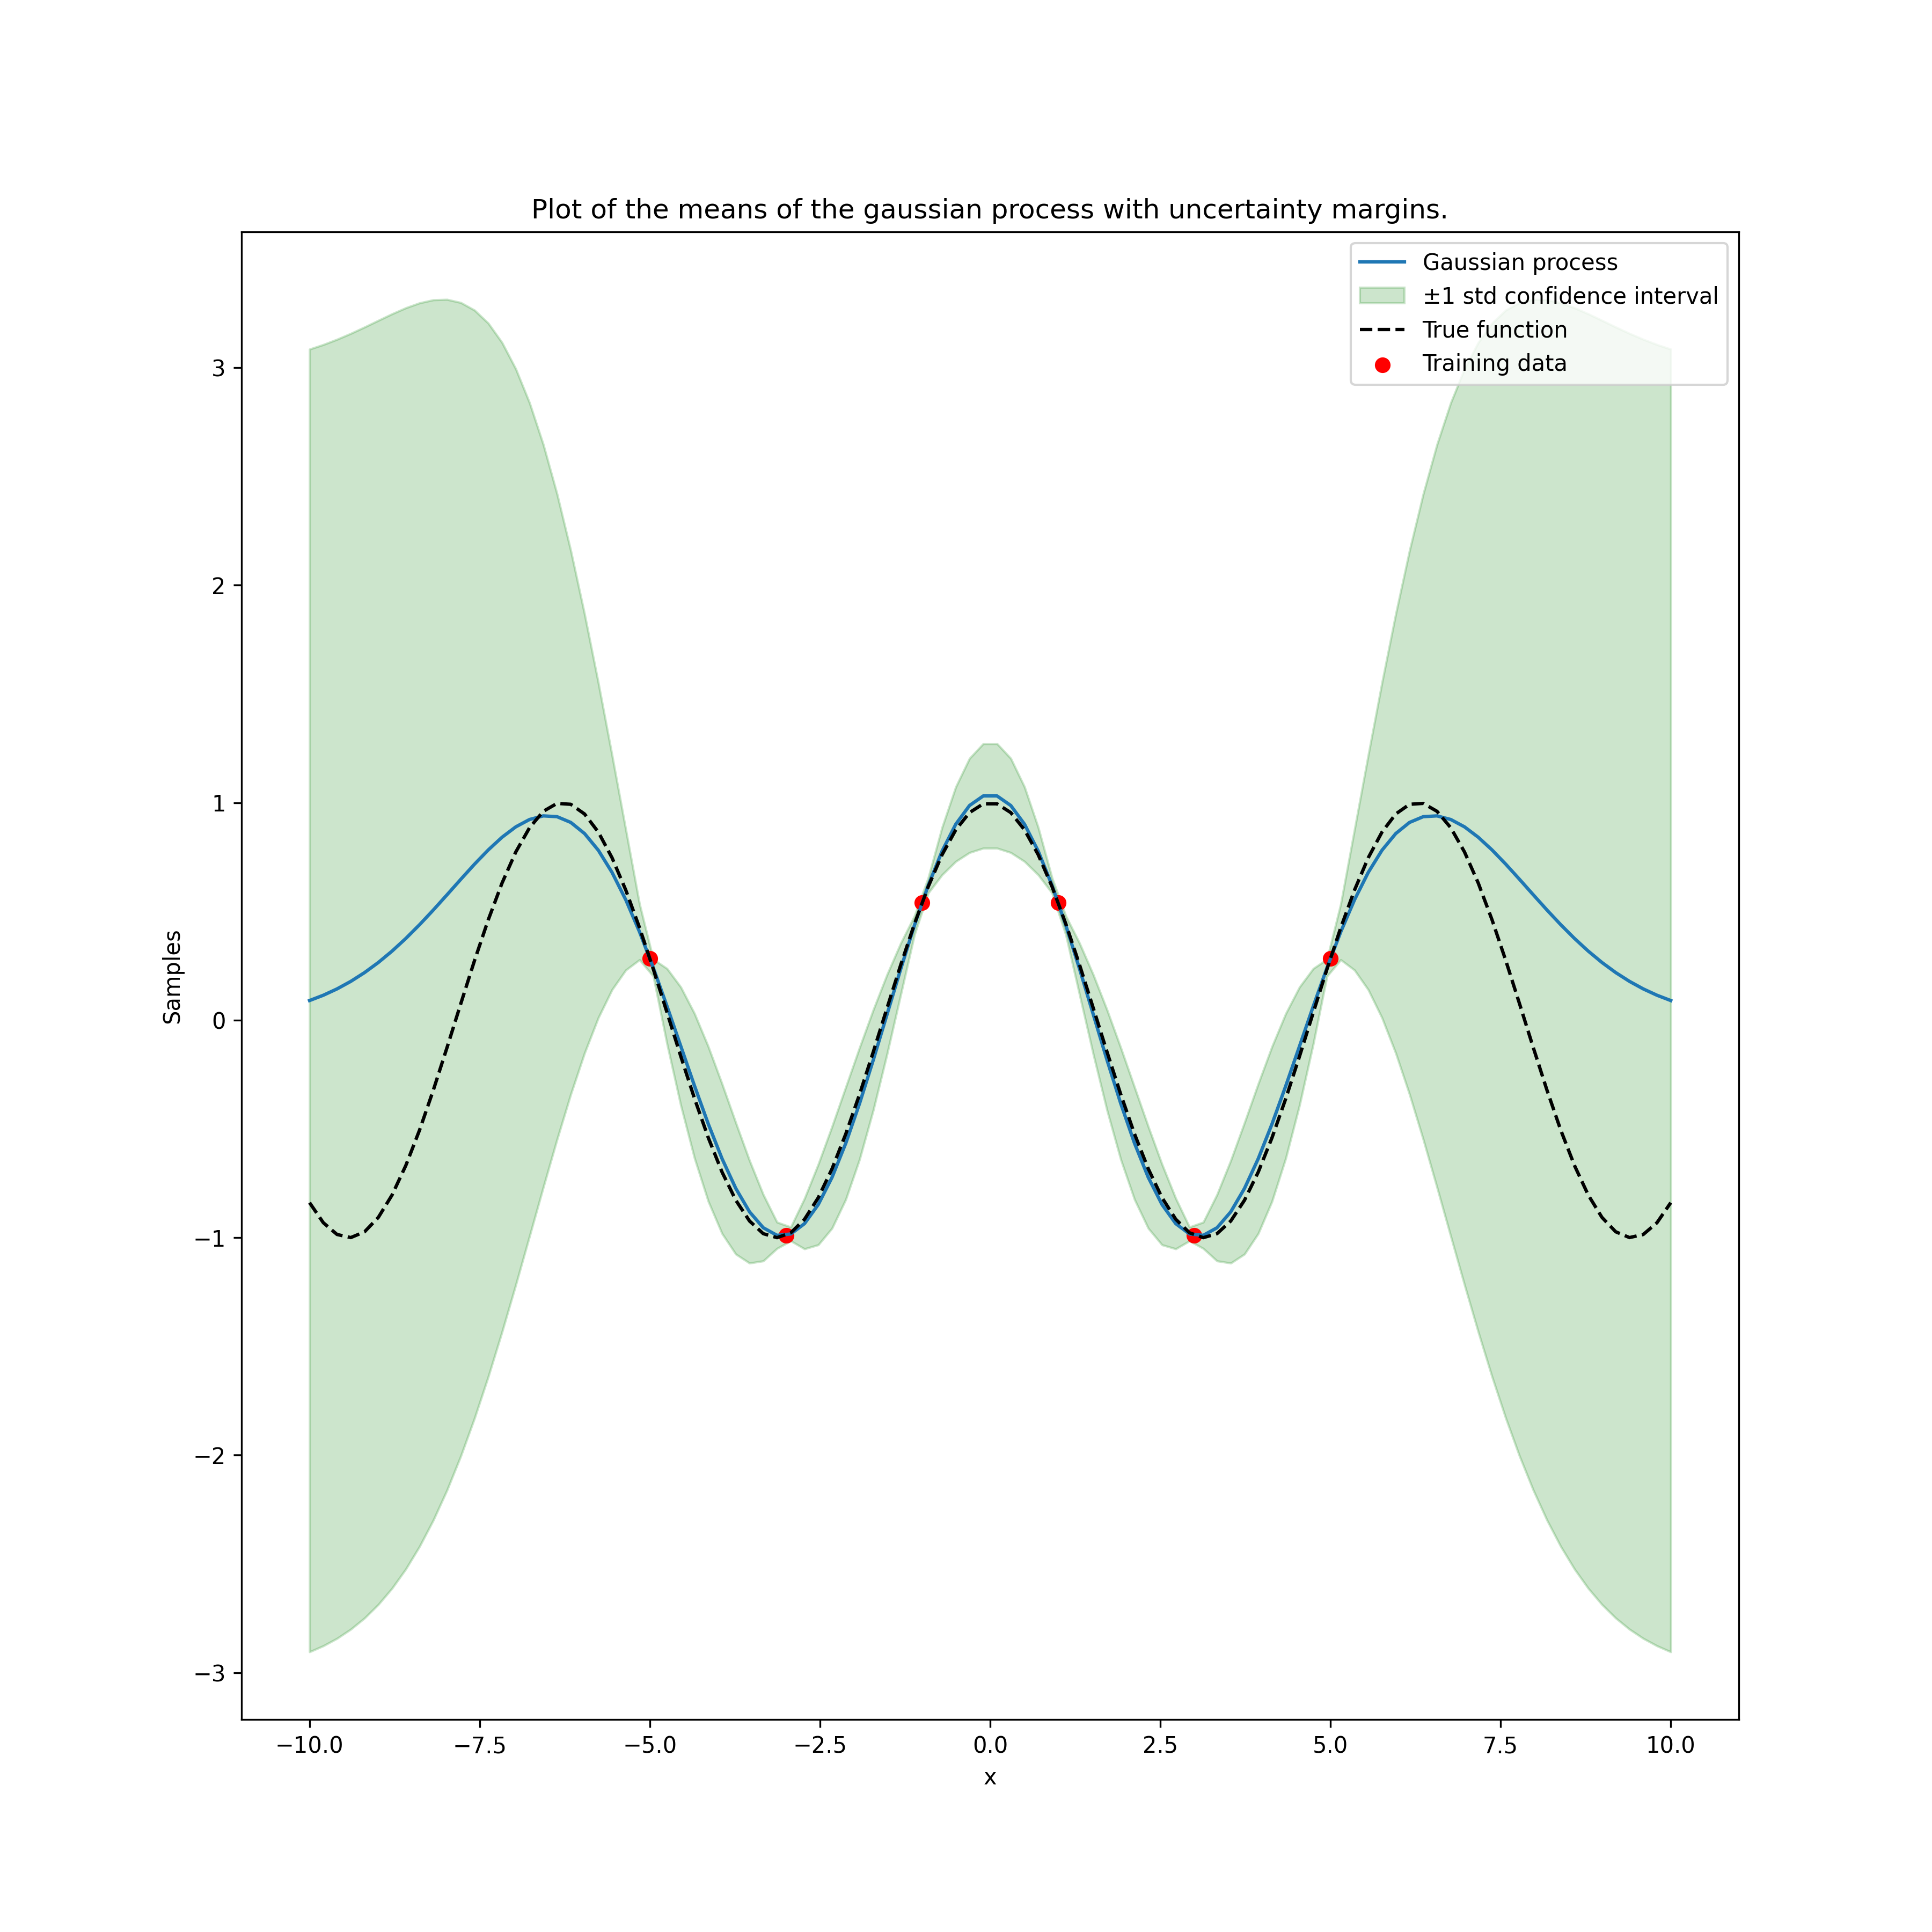 Plot of the means of the gaussian process with uncertainty margins.
Gaussian process
±1 std confidence interval
True function
Training data
3
2
1
0
−1
−2
−3
Samples
−10.0 −7.5 −5.0 −2.5 0.0 2.5 5.0 7.5 10.0
x